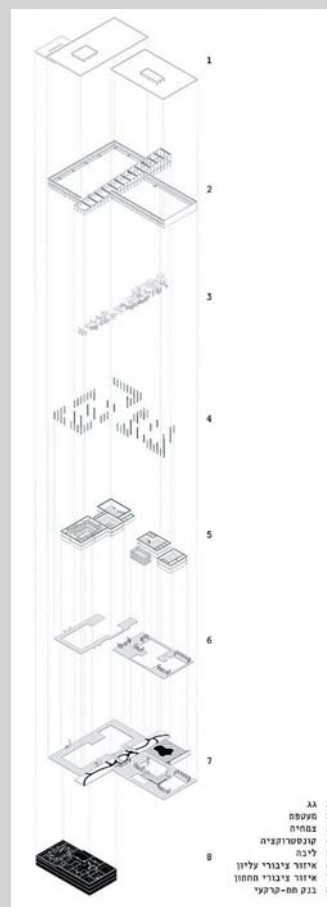 1
2
3
4
5
6
7
8
גג
מעטפת
צמחיה
קונסטרוקציה
ליבה
איזור ציבורי עליון
איזור ציבורי תחתון
בנק תת-קרקעי